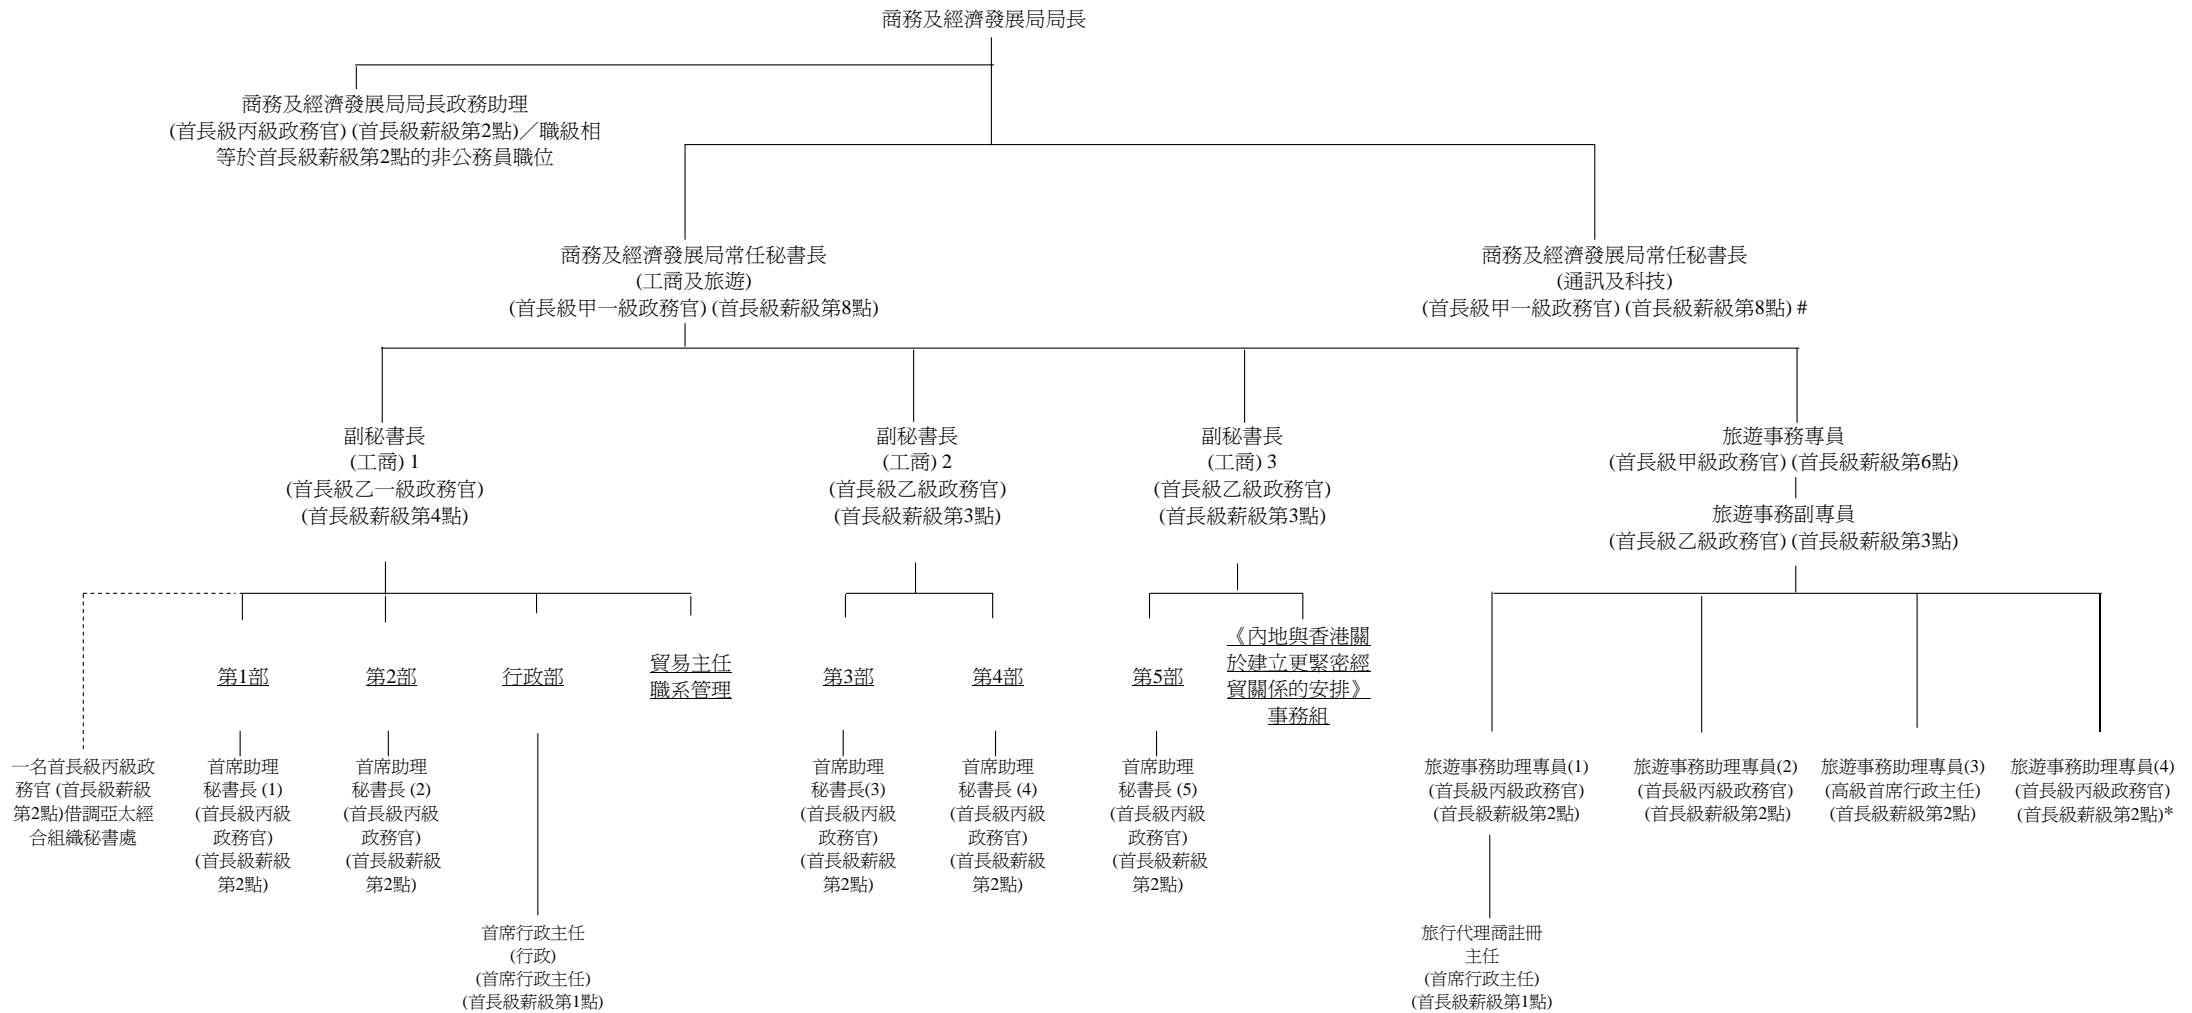 商務及經濟發展局局長
商務及經濟發展局局長政務助理
(首長級丙級政務官) (首長級薪級第2點)／職級相
等於首長級薪級第2點的非公務員職位
商務及經濟發展局常任秘書長
(工商及旅遊)
(首長級甲一級政務官) (首長級薪級第8點)
商務及經濟發展局常任秘書長
(通訊及科技)
(首長級甲一級政務官) (首長級薪級第8點) #
副秘書長
(工商) 1
(首長級乙一級政務官)
(首長級薪級第4點)
副秘書長
(工商) 2
(首長級乙級政務官)
(首長級薪級第3點)
副秘書長
(工商) 3
(首長級乙級政務官)
(首長級薪級第3點)
旅遊事務專員
(首長級甲級政務官) (首長級薪級第6點)
旅遊事務副專員
(首長級乙級政務官) (首長級薪級第3點)
第1部
第2部
行政部
貿易主任
職系管理
第3部
第4部
第5部
《內地與香港關
於建立更緊密經
貿關係的安排》
事務組
一名首長級丙級政
務官 (首長級薪級
第2點)借調亞太經
合組織秘書處
首席助理
秘書長 (1)
(首長級丙級
政務官)
(首長級薪級
第2點)
首席助理
秘書長 (2)
(首長級丙級
政務官)
(首長級薪級
第2點)
首席助理
秘書長(3)
(首長級丙級
政務官)
(首長級薪級
第2點)
首席助理
秘書長 (4)
(首長級丙級
政務官)
(首長級薪級
第2點)
首席助理
秘書長 (5)
(首長級丙級
政務官)
(首長級薪級
第2點)
旅遊事務助理專員(1)
(首長級丙級政務官)
(首長級薪級第2點)
旅遊事務助理專員(2)
(首長級丙級政務官)
(首長級薪級第2點)
旅遊事務助理專員(3)
(高級首席行政主任)
(首長級薪級第2點)
旅遊事務助理專員(4)
(首長級丙級政務官)
(首長級薪級第2點)*
首席行政主任
(行政)
(首席行政主任)
(首長級薪級第1點)
旅行代理商註冊
主任
(首席行政主任)
(首長級薪級第1點)